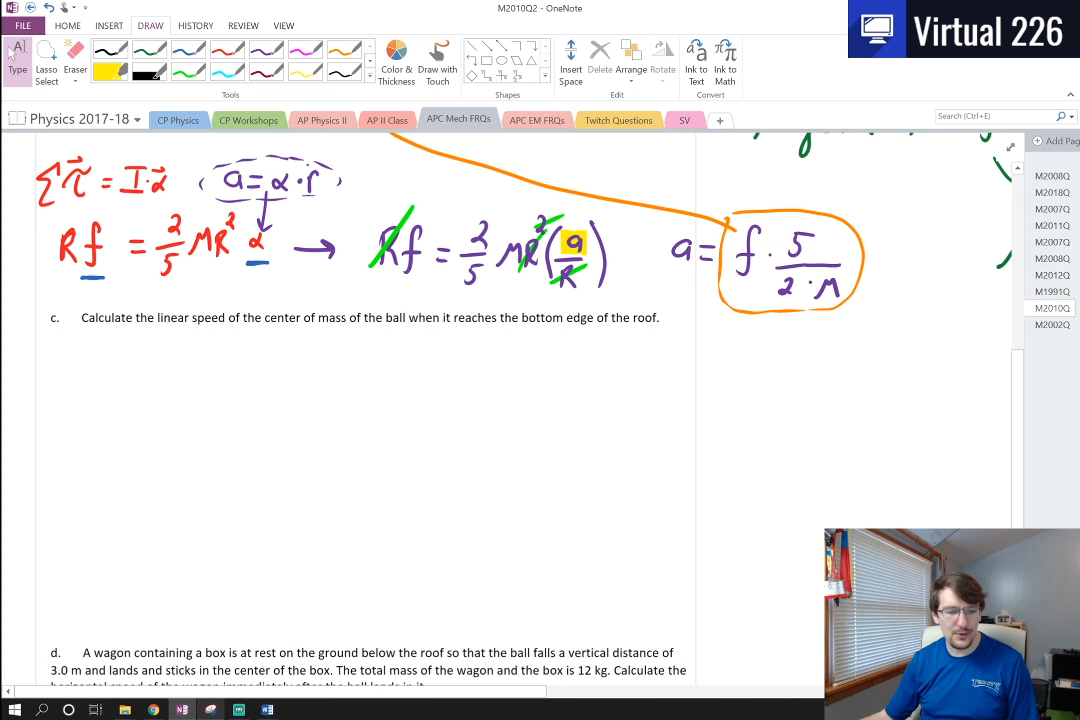 M2010Q2 - OneNote
FILE HOME INSERT DRAW HISTORY REVIEW VIEW
Virtual 226
Type Lasso Select Eraser Color & Thickness Draw with Touch Insert Space Delete Arrange Rotate Ink to Text Ink to Math
Tools Shapes Edit Convert
Physics 2017-18 CP Physics CP Workshops AP Physics II AP II Class APC Mech FRQs APC EM FRQs Twitch Questions SV Search (Ctrl+E)
Add Pag
M2008Q
M2018Q
M2007Q
M2011Q
M2007Q
M2008Q
M2012Q
M1991Q
M2010Q
M2002Q
Στ⃗ = I·α⃗ (a = α·r)
Rf = 2/5 MR² α → Rf = 2/5 MR² (a/R) a = f · 5/2·M
c. Calculate the linear speed of the center of mass of the ball when it reaches the bottom edge of the roof.
d. A wagon containing a box is at rest on the ground below the roof so that the ball falls a vertical distance of
3.0 m and lands and sticks in the center of the box. The total mass of the wagon and the box is 12 kg. Calculate the